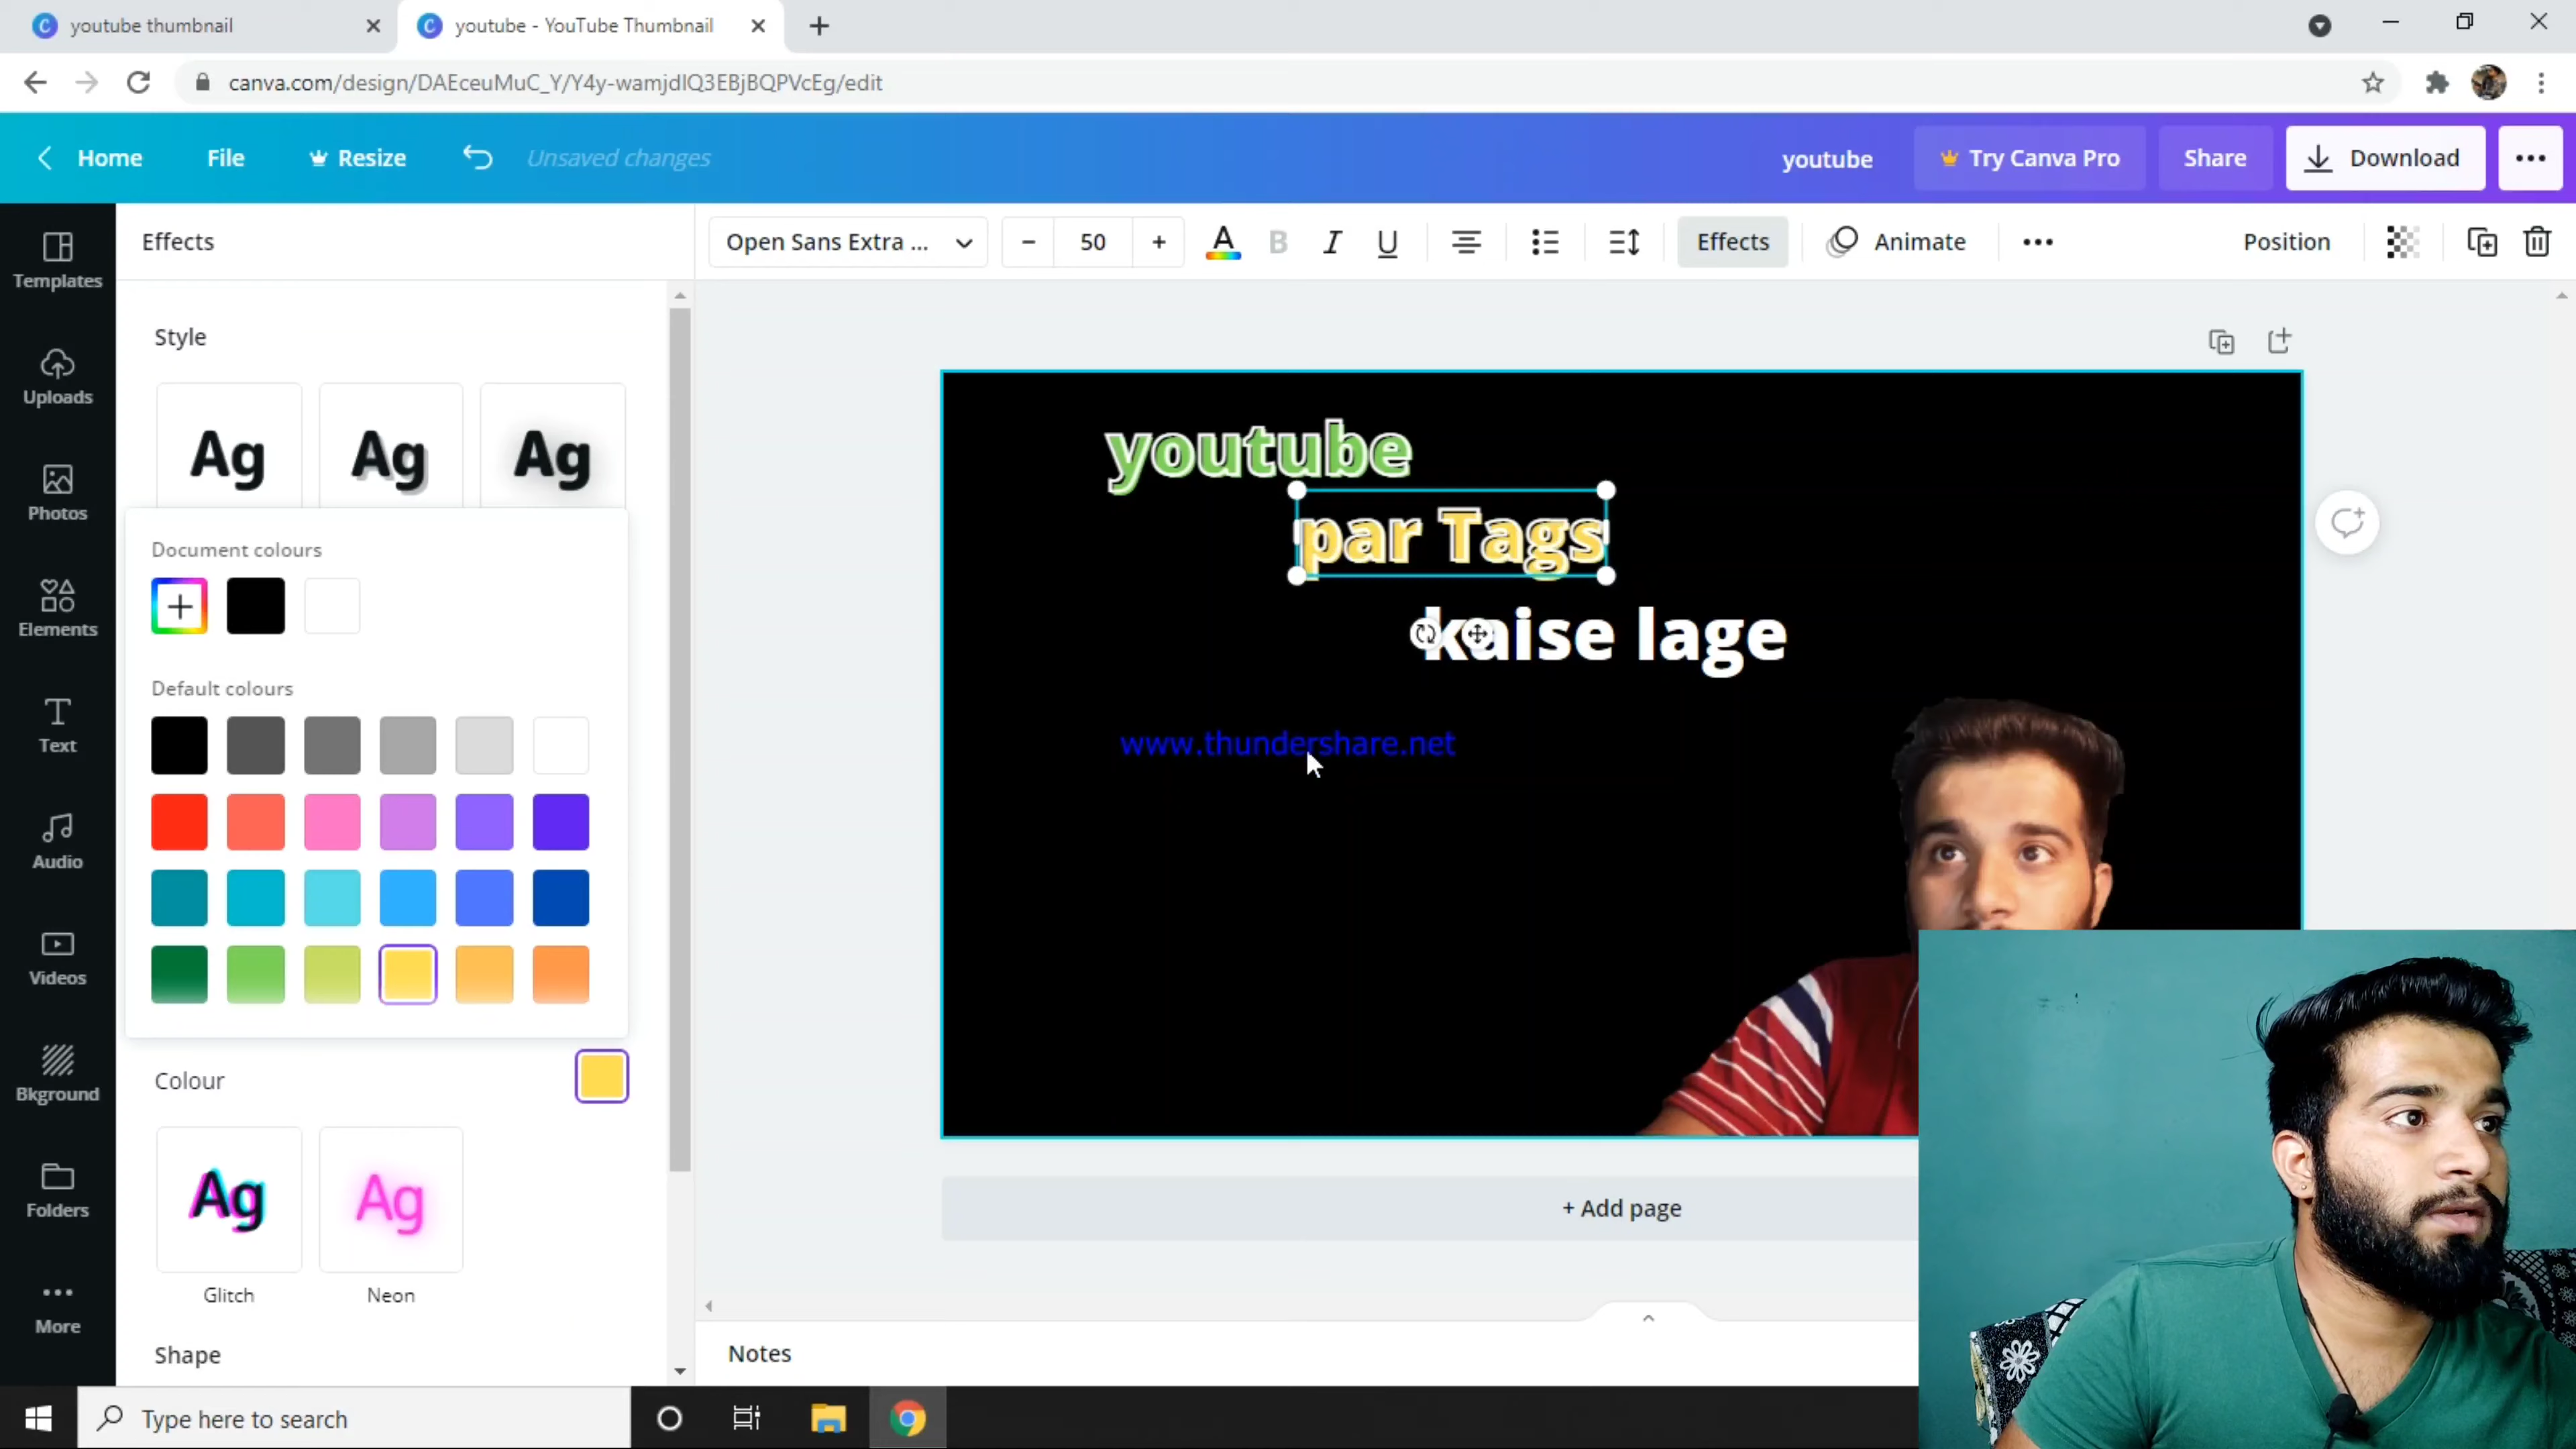 youtube thumbnail
youtube - YouTube Thumbnail
canva.com/design/DAEceuMuC_Y/Y4y-wamjdIQ3EBjBQPVcEg/edit
Home File Resize Unsaved changes youtube Try Canva Pro Share Download
Templates
Uploads
Photos
Elements
Text
Audio
Videos
Bkground
Folders
More
Effects
Style
Ag Ag Ag
Document colours
Default colours
Colour
Ag Ag
Glitch Neon
Shape
Open Sans Extra ... 50 A B I U Effects Animate Position
youtube
par Tags
kaise lage
www.thundershare.net
+ Add page
Notes
Type here to search